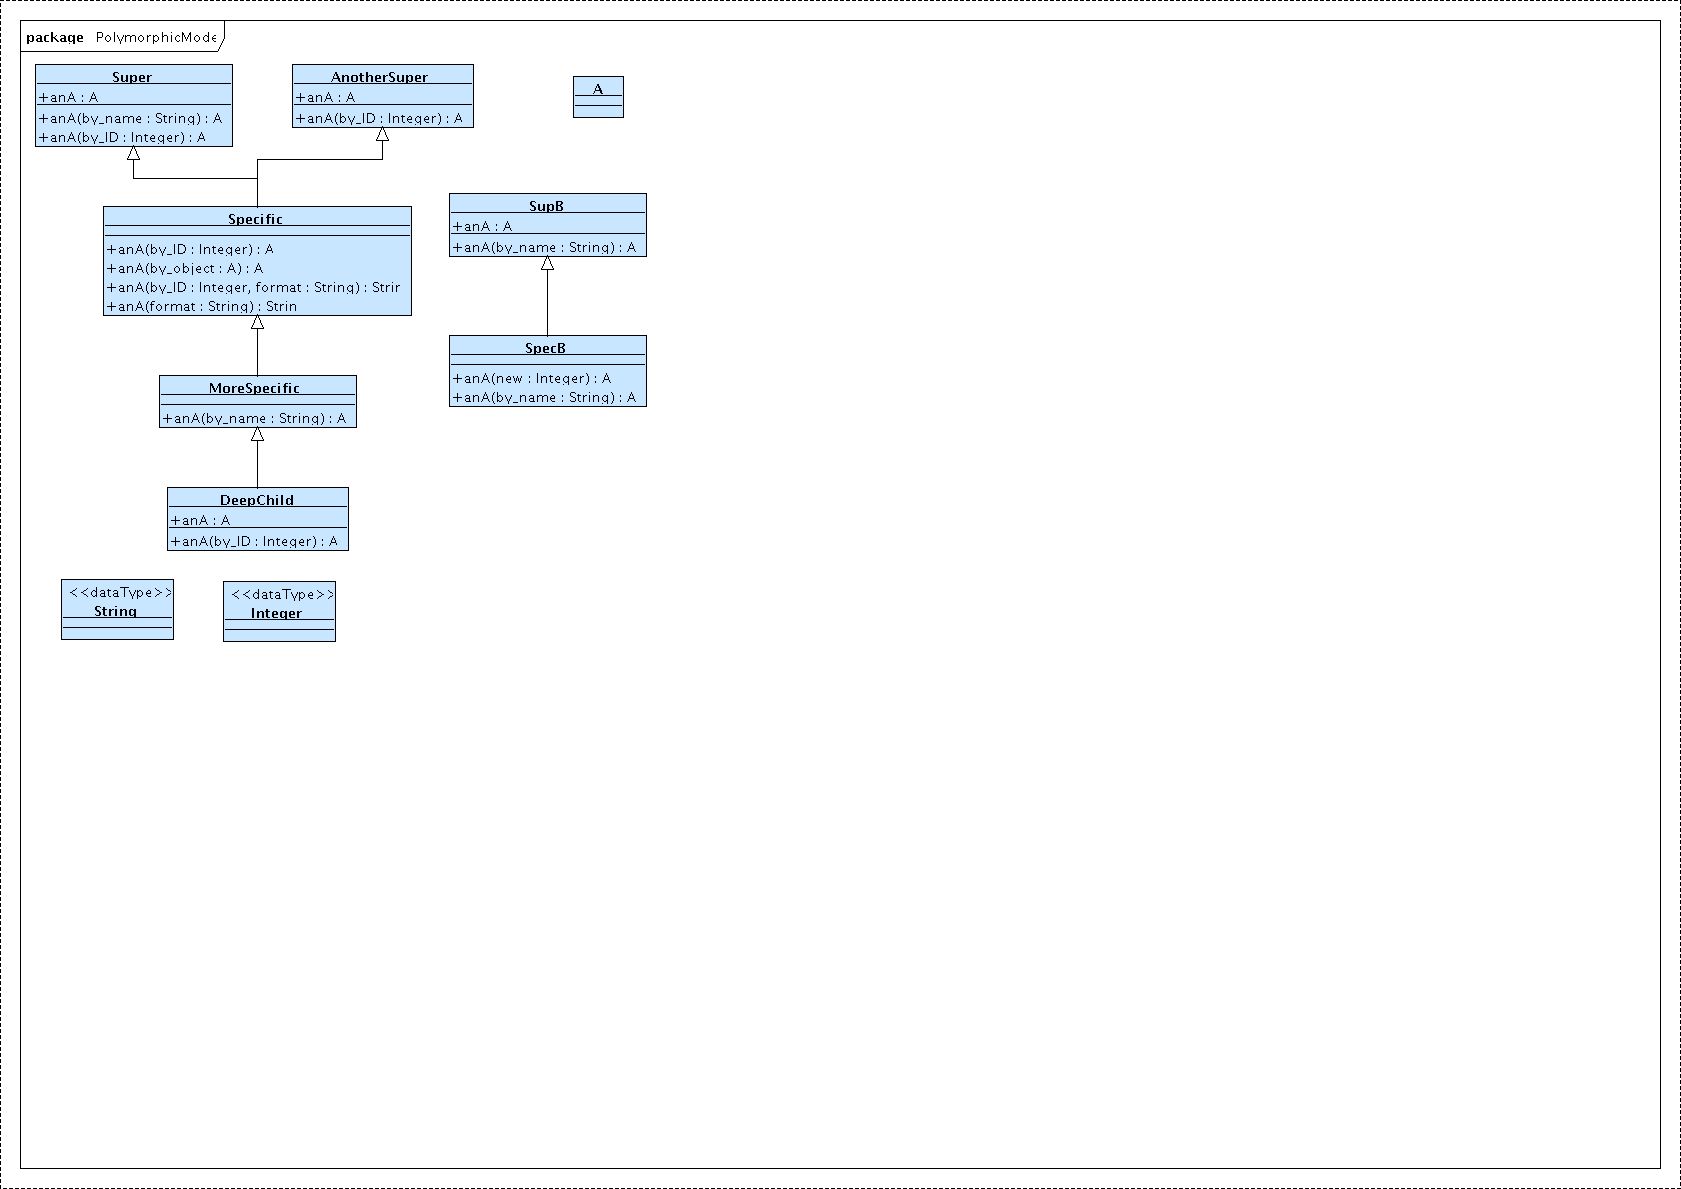 package PolymorphicMode
Super
+anA : A
+anA(by_name : String) : A
+anA(by_ID : Integer) : A
AnotherSuper
+anA : A
+anA(by_ID : Integer) : A
A
Specific
+anA(by_ID : Integer) : A
+anA(by_object : A) : A
+anA(by_ID : Integer, format : String) : Strir
+anA(format : String) : Strin
SupB
+anA : A
+anA(by_name : String) : A
SpecB
+anA(new : Integer) : A
+anA(by_name : String) : A
MoreSpecific
+anA(by_name : String) : A
DeepChild
+anA : A
+anA(by_ID : Integer) : A
<<dataType>>
String
<<dataType>>
Integer